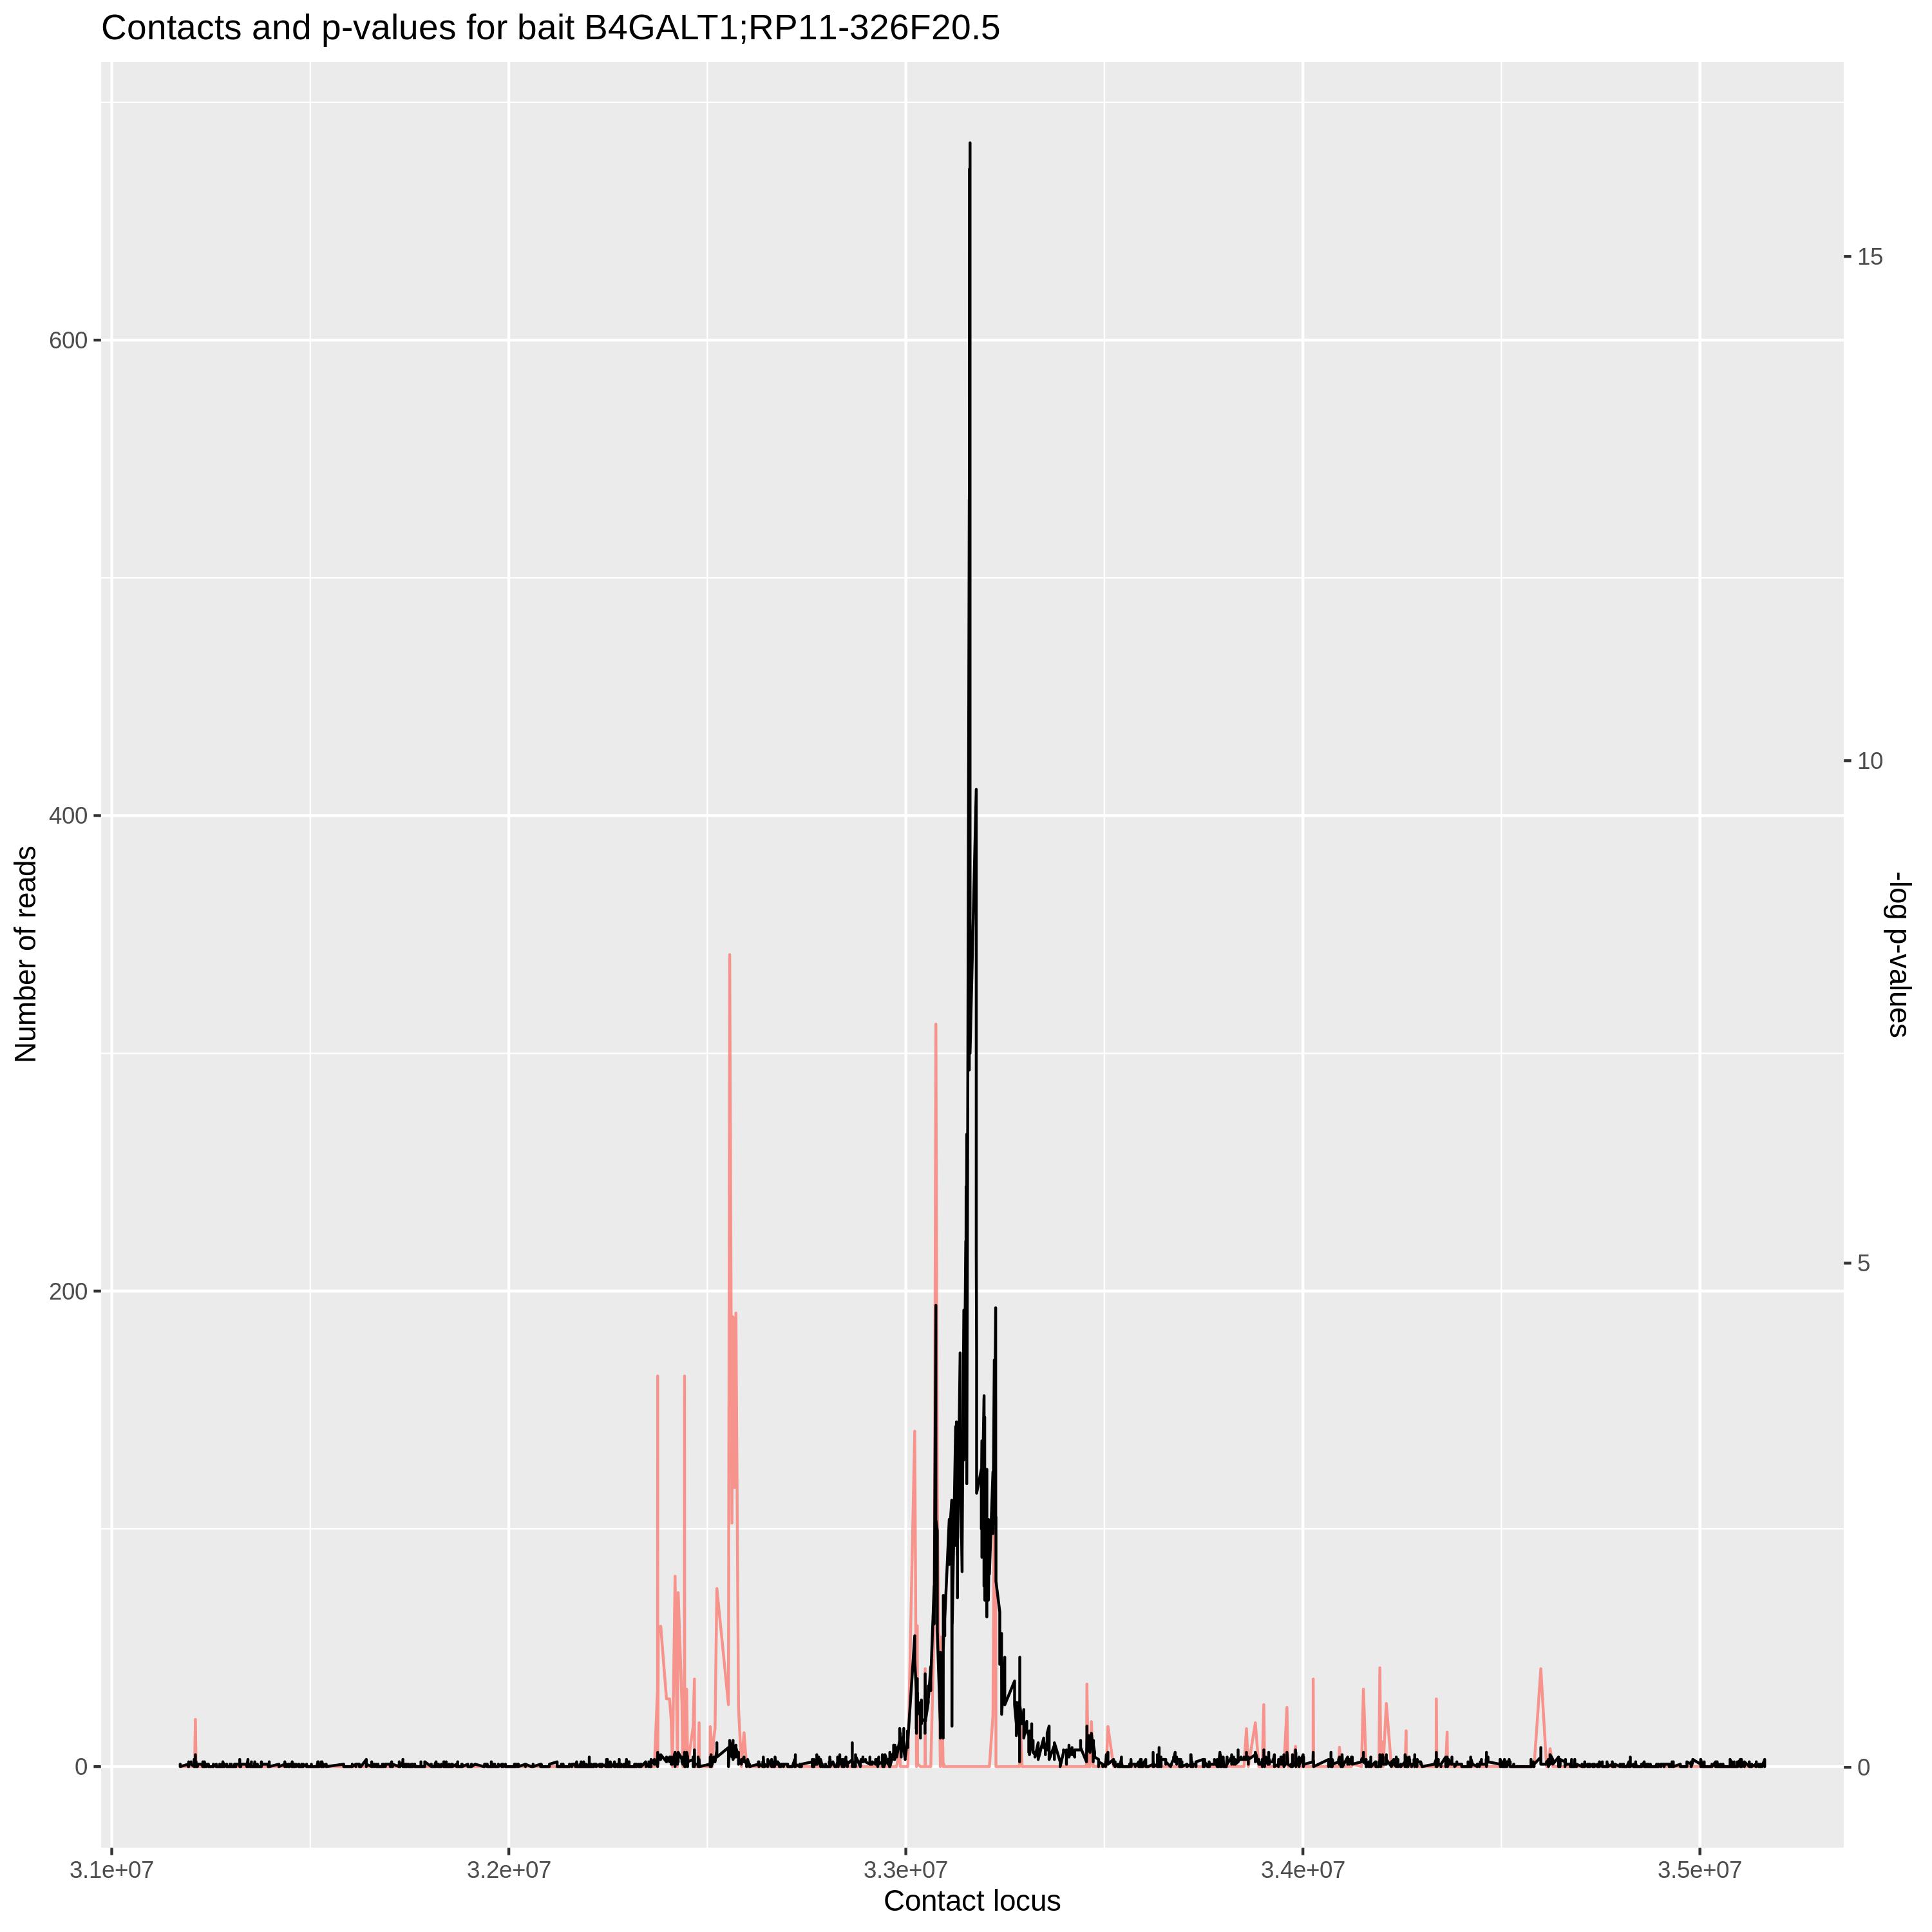 Contacts and p-values for bait B4GALT1;RP11-326F20.5
600
400
200
0
Number of reads
15
10
5
0
-log p-values
3.1e+07 3.2e+07 3.3e+07 3.4e+07 3.5e+07
Contact locus